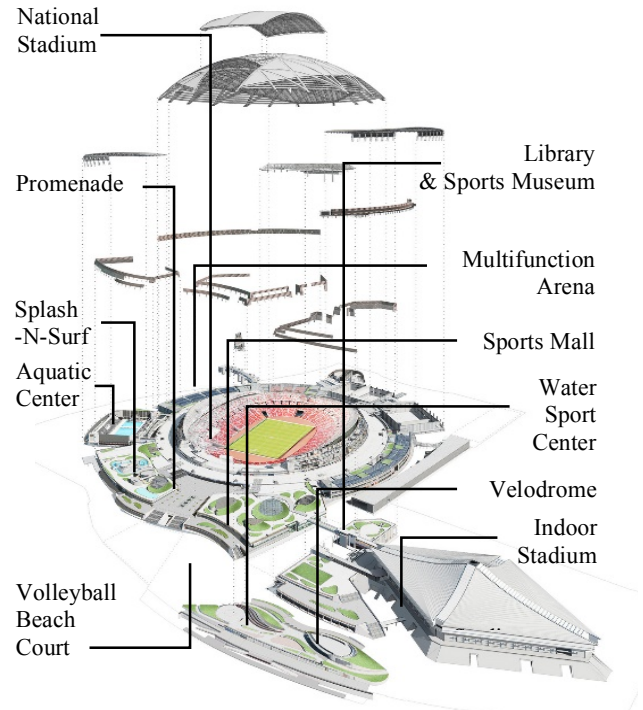 National
Stadium
Library
& Sports Museum
Promenade
Multifunction
Arena
Splash
-N-Surf
Sports Mall
Aquatic
Center
Water
Sport
Center
Velodrome
Indoor
Stadium
Volleyball
Beach
Court